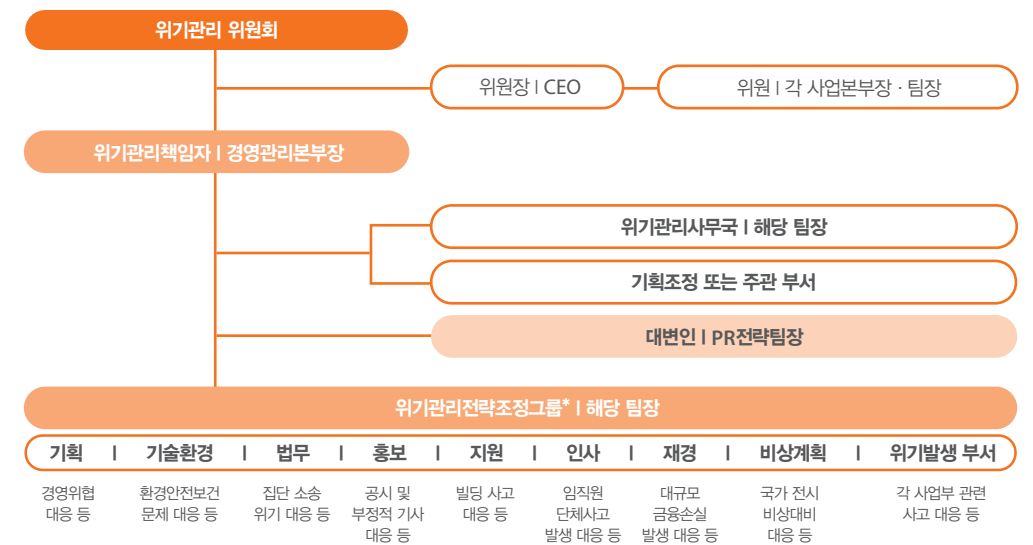 위기관리 위원회
위원장 | CEO
위원 | 각 사업본부장 · 팀장
위기관리책임자 | 경영관리본부장
위기관리사무국 | 해당 팀장
기획조정 또는 주관 부서
대변인 | PR전략팀장
위기관리전략조정그룹* | 해당 팀장
기획 | 기술환경 | 법무 | 홍보 | 지원 | 인사 | 재경 | 비상계획 | 위기발생 부서
경영위협
대응 등
환경안전보건
문제 대응 등
집단 소송
위기 대응 등
공시 및
부정적 기사
대응 등
빌딩 사고
대응 등
임직원
단체사고
발생 대응 등
대규모
금융손실
발생 대응 등
국가 전시
비상대비
대응 등
각 사업부 관련
사고 대응 등